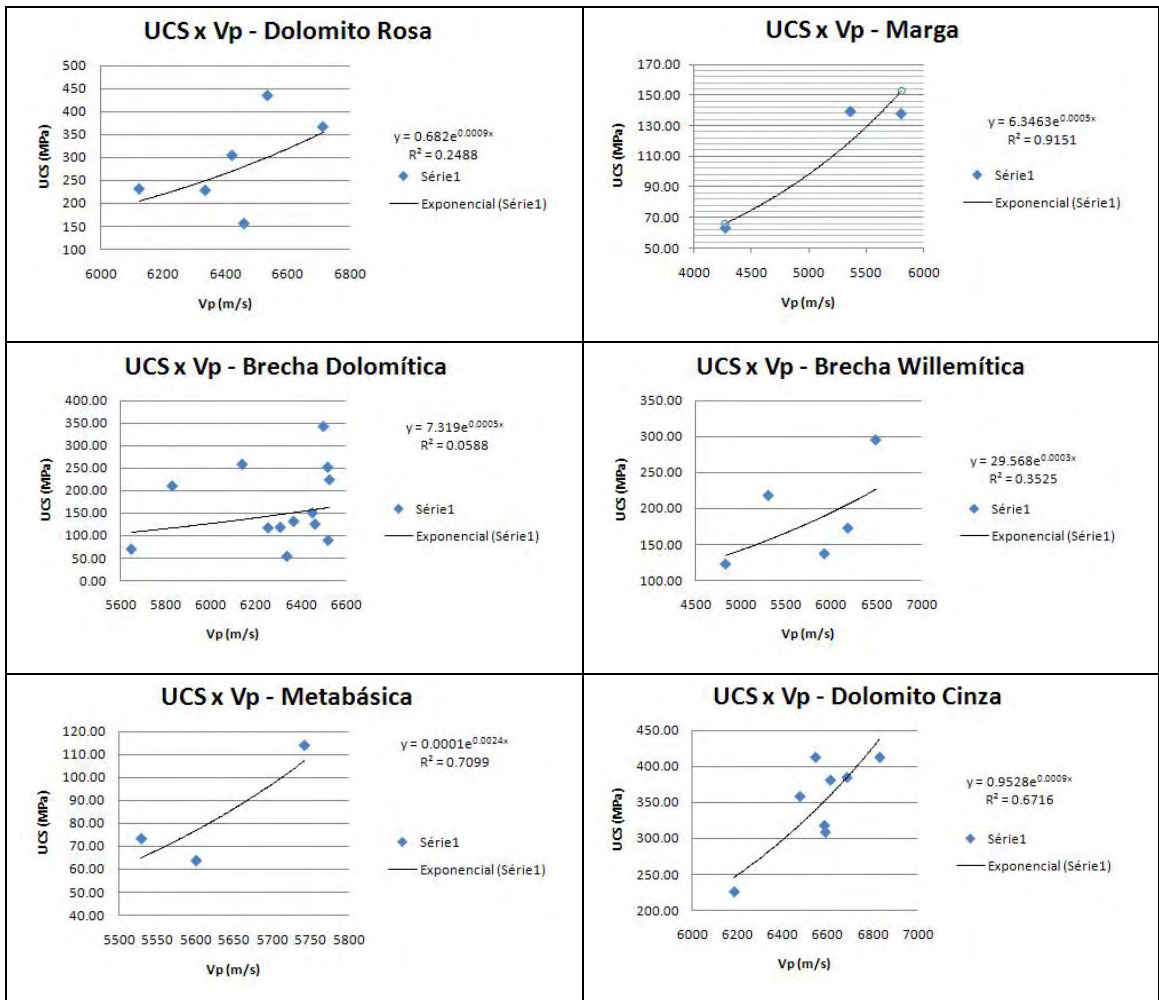 UCS x Vp - Dolomito Rosa
500
450
400
350
300
250
200
150
100
UCS (MPa)
6000 6200 6400 6600 6800
Vp (m/s)
y = 0.682e^0.0009x
R² = 0.2488
Série1
Exponencial (Série1)
UCS x Vp - Marga
170.00
150.00
130.00
110.00
90.00
70.00
50.00
UCS (MPa)
4000 4500 5000 5500 6000
Vp (m/s)
y = 6.3463e^0.0005x
R² = 0.9151
Série1
Exponencial (Série1)
UCS x Vp - Brecha Dolomítica
400.00
350.00
300.00
250.00
200.00
150.00
100.00
50.00
0.00
UCS (MPa)
5600 5800 6000 6200 6400 6600
Vp (m/s)
y = 7.319e^0.0005x
R² = 0.0588
Série1
Exponencial (Série1)
UCS x Vp - Brecha Willemítica
350.00
300.00
250.00
200.00
150.00
100.00
UCS (MPa)
4500 5000 5500 6000 6500 7000
Vp (m/s)
y = 29.568e^0.0003x
R² = 0.3525
Série1
Exponencial (Série1)
UCS x Vp - Metabásica
120.00
110.00
100.00
90.00
80.00
70.00
60.00
50.00
40.00
UCS (MPa)
5500 5550 5600 5650 5700 5750 5800
Vp (m/s)
y = 0.0001e^0.0024x
R² = 0.7099
Série1
Exponencial (Série1)
UCS x Vp - Dolomito Cinza
450.00
400.00
350.00
300.00
250.00
200.00
UCS (MPa)
6000 6200 6400 6600 6800 7000
Vp (m/s)
y = 0.9528e^0.0009x
R² = 0.6716
Série1
Exponencial (Série1)